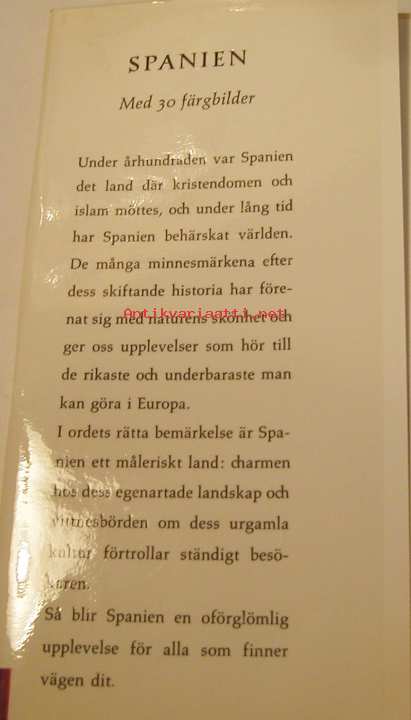 SPANIEN
Med 30 färgbilder
Under århundraden var Spanien
det land där kristendomen och
islam möttes, och under lång tid
har Spanien behärskat världen.
De många minnesmärkena efter
dess skiftande historia har före-
nat sig med naturens skönhet och
Antikvariaatti.net
ger oss upplevelser som hör till
de rikaste och underbaraste man
kan göra i Europa.
I ordets rätta bemärkelse är Spa-
nien ett måleriskt land: charmen
hos dess egenartade landskap och
vittnesbörden om dess urgamla
kultur förtrollar ständigt besö-
karen.
Så blir Spanien en oförglömlig
upplevelse för alla som finner
vägen dit.